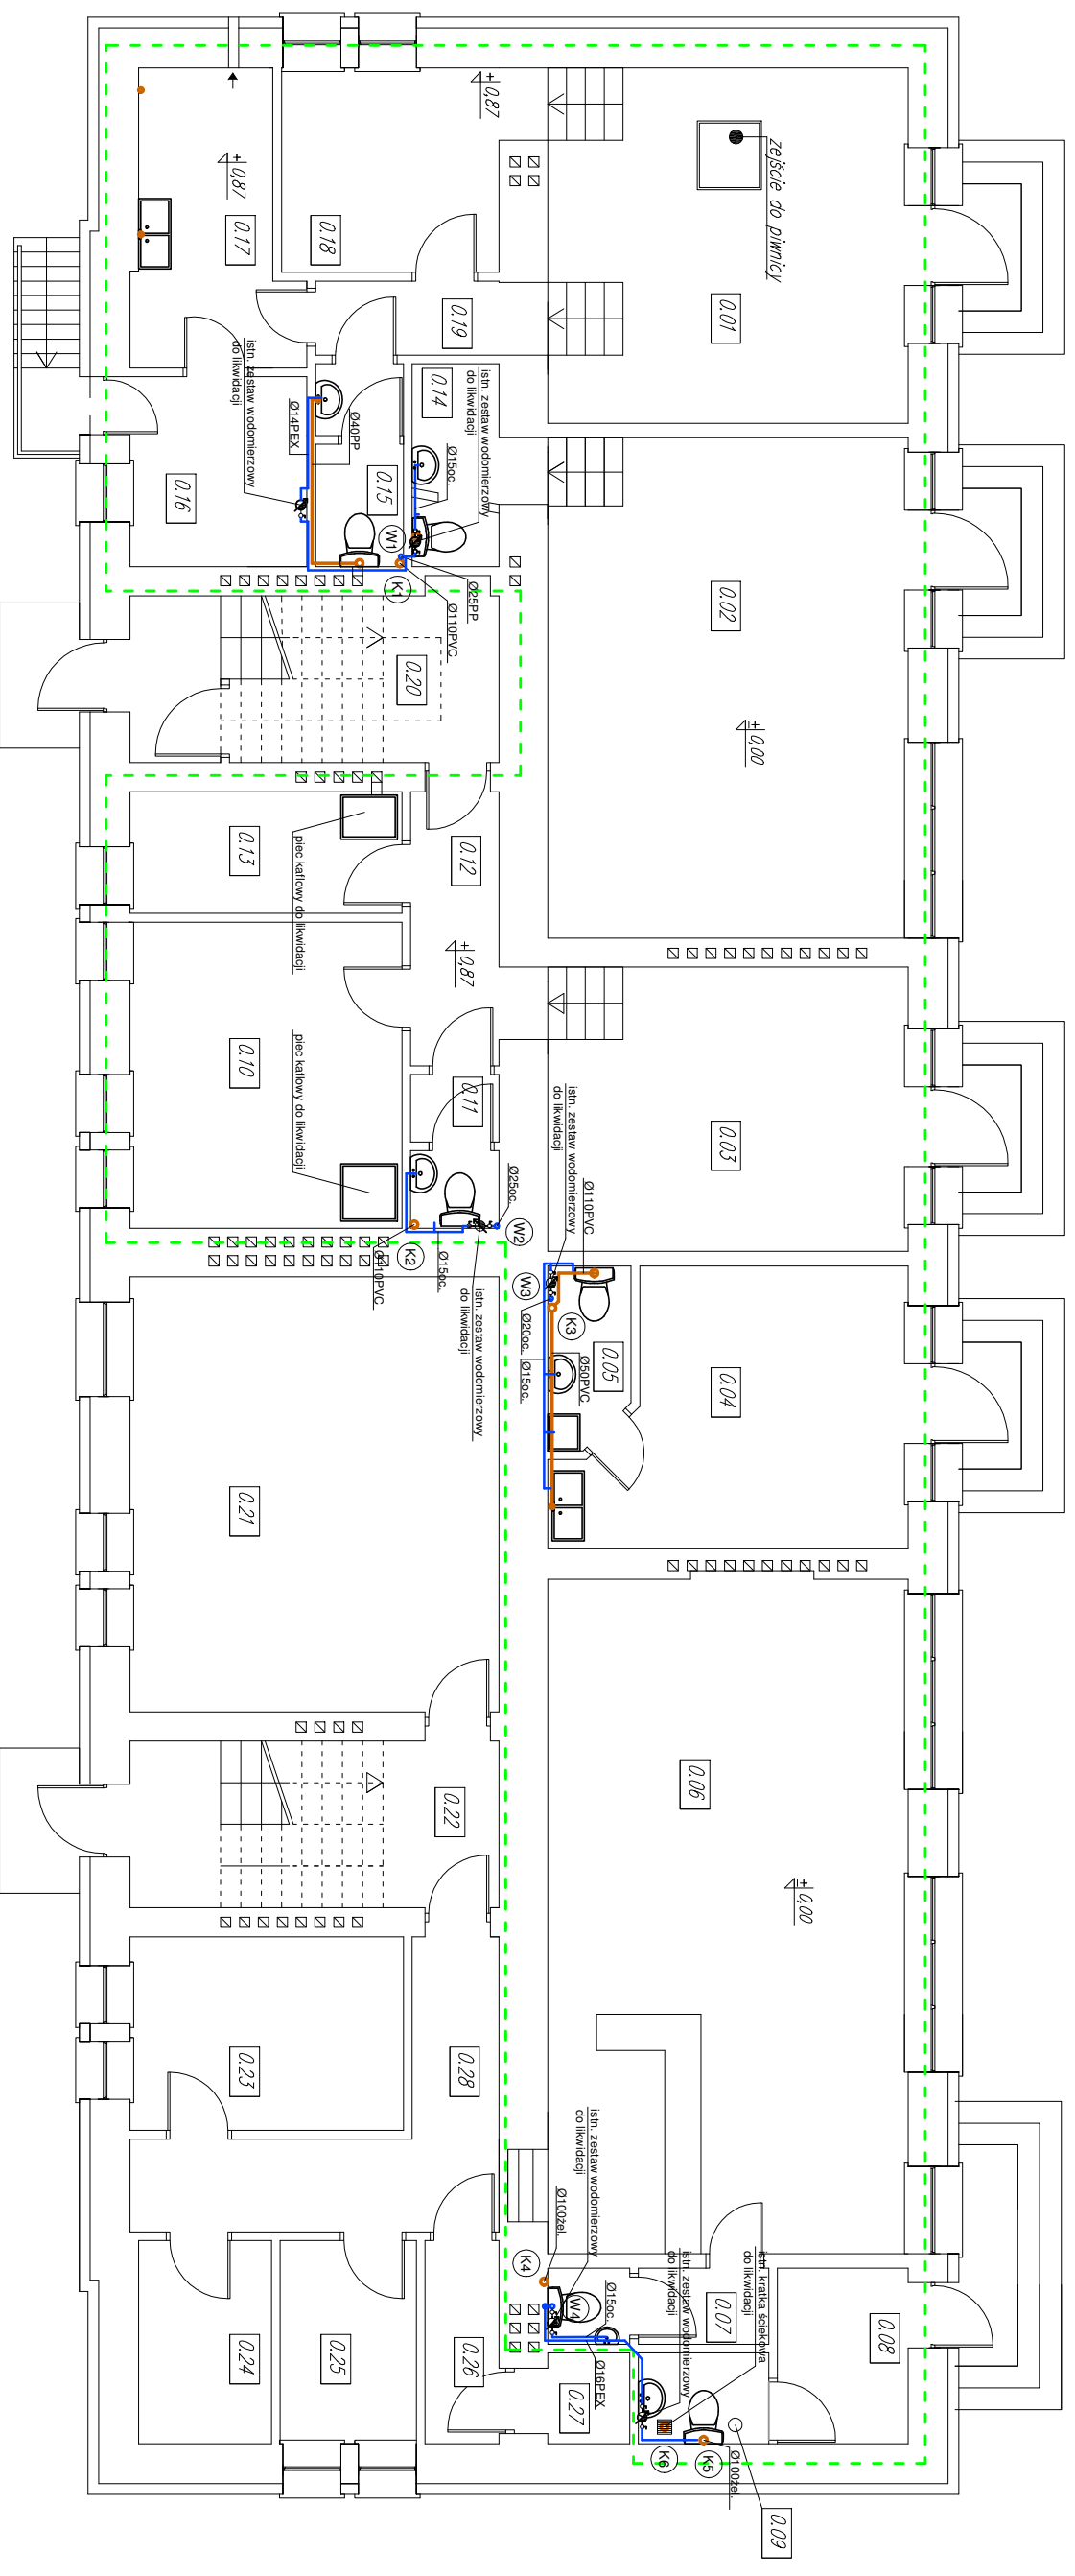 zejście do piwnicy
0.01
+0,87
0.18
0.19
+0,87
0.17
istn. zestaw wodomierzowy
do likwidacji
0.14
Ø15oc.
istn. zestaw wodomierzowy
do likwidacji
Ø14PEX
Ø40PP
0.15
0.16
W1
K1
Ø25PP
Ø110PVC
0.02
±0,00
0.20
0.12
0.13
piec kaflowy do likwidacji
+0,87
0.10
piec kaflowy do likwidacji
0.11
0.03
istn. zestaw wodomierzowy
do likwidacji
Ø110PVC
Ø25oc.
W2
K2
Ø110PVC
Ø15oc.
istn. zestaw wodomierzowy
do likwidacji
W3
K3
Ø20oc.
Ø15oc.
Ø50PVC
0.05
0.04
0.21
0.06
±0,00
0.22
0.23
0.28
istn. zestaw wodomierzowy
do likwidacji
Ø100żel.
K4
W4
Ø15oc.
Ø16PEX
istn. zestaw wodomierzowy
do likwidacji
istn. kratka ściekowa
do likwidacji
0.07
0.08
0.24
0.25
0.26
0.27
K6
K5
Ø100żel.
0.09